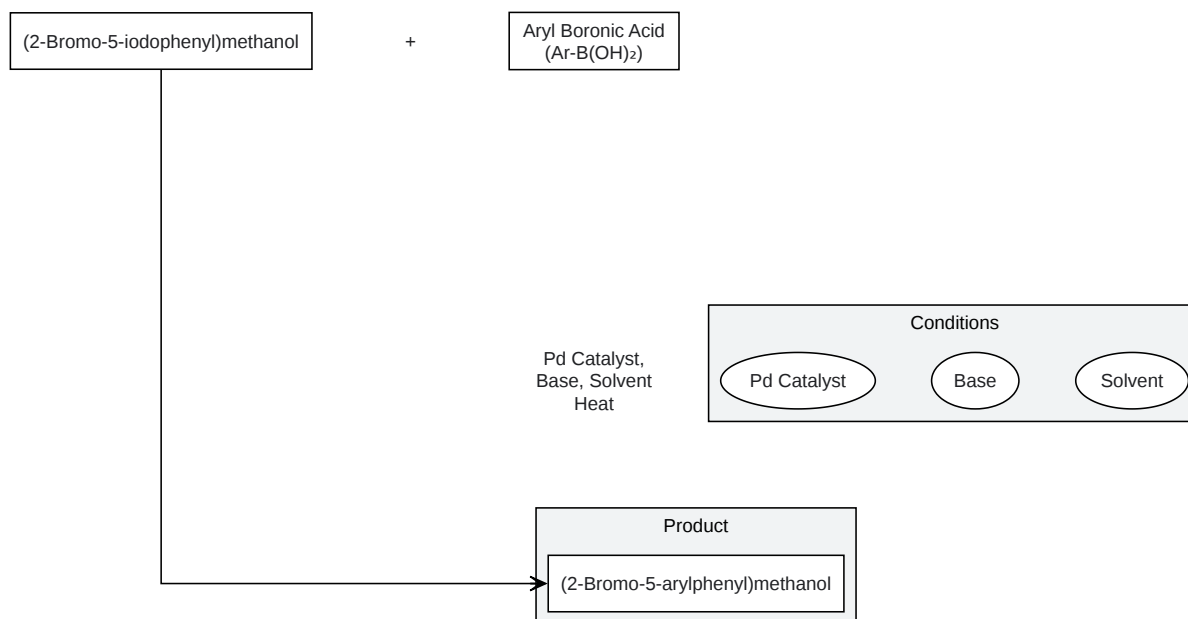 (2-Bromo-5-iodophenyl)methanol
+
Aryl Boronic Acid
(Ar-B(OH)₂)
Pd Catalyst,
Base, Solvent
Heat
Conditions
Pd Catalyst
Base
Solvent
Product
(2-Bromo-5-arylphenyl)methanol